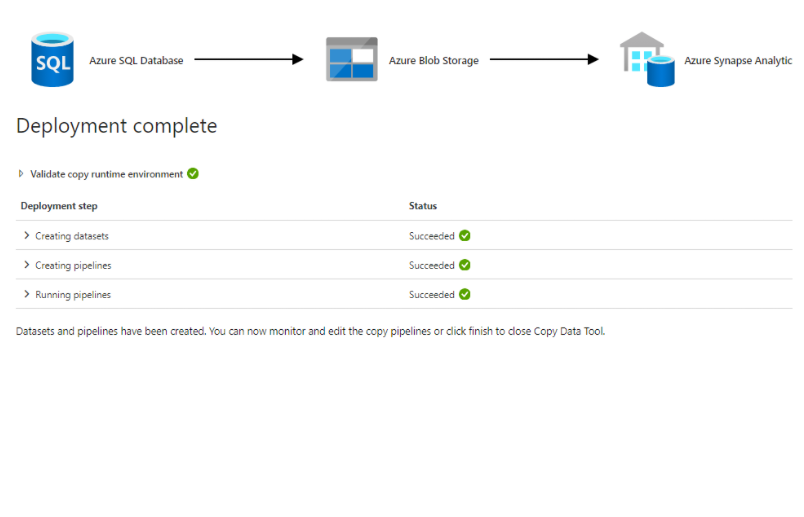 SQL Azure SQL Database Azure Blob Storage Azure Synapse Analytic
Deployment complete
Validate copy runtime environment
Deployment step Status
Creating datasets Succeeded
Creating pipelines Succeeded
Running pipelines Succeeded
Datasets and pipelines have been created. You can now monitor and edit the copy pipelines or click finish to close Copy Data Tool.